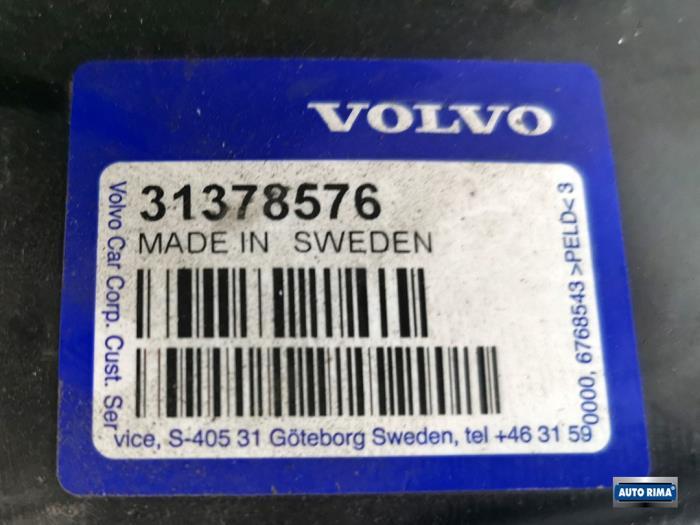 VOLVO
31378576
MADE IN SWEDEN
Volvo Car Corp. Cust. Ser
vice, S-405 31 Göteborg Sweden, tel +46 31 59
0000, 6768543 >PELD< 3
AUTO RIMA®